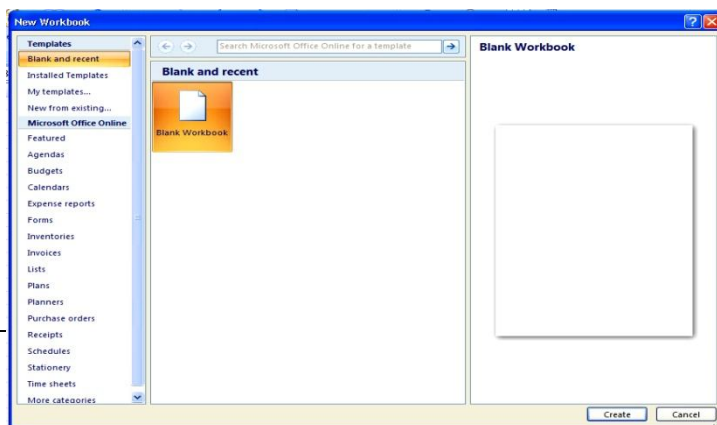 New Workbook
Templates
Blank and recent
Installed Templates
My templates...
New from existing...
Microsoft Office Online
Featured
Agendas
Budgets
Calendars
Expense reports
Forms
Inventories
Invoices
Lists
Plans
Planners
Purchase orders
Receipts
Schedules
Stationery
Time sheets
More categories
Search Microsoft Office Online for a template
Blank and recent
Blank Workbook
Blank Workbook
Create
Cancel